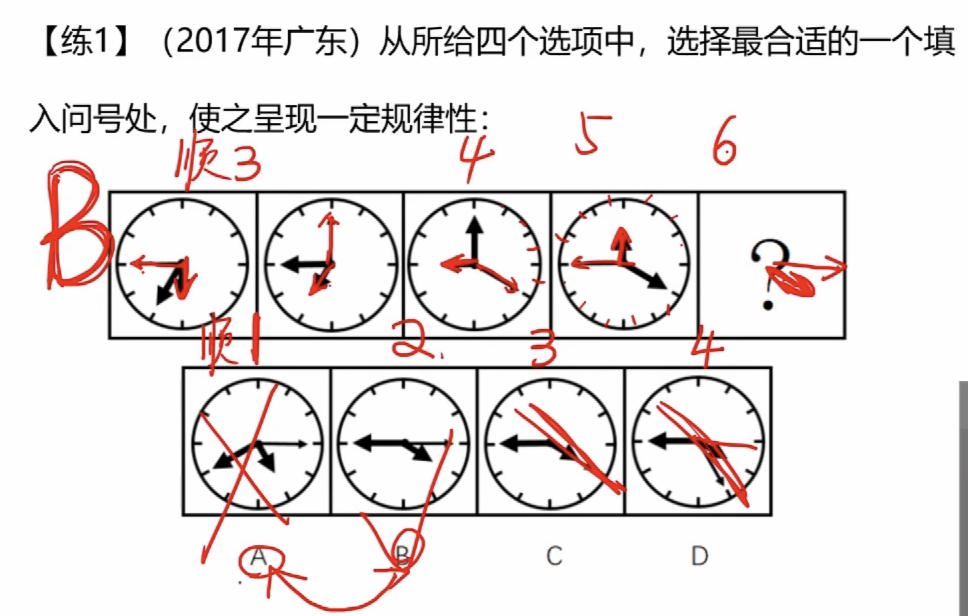 【练1】（2017年广东）从所给四个选项中，选择最合适的一个填
入问号处，使之呈现一定规律性：
顺3 4 5 6
B
?
顺1 2. 3 4
A B C D